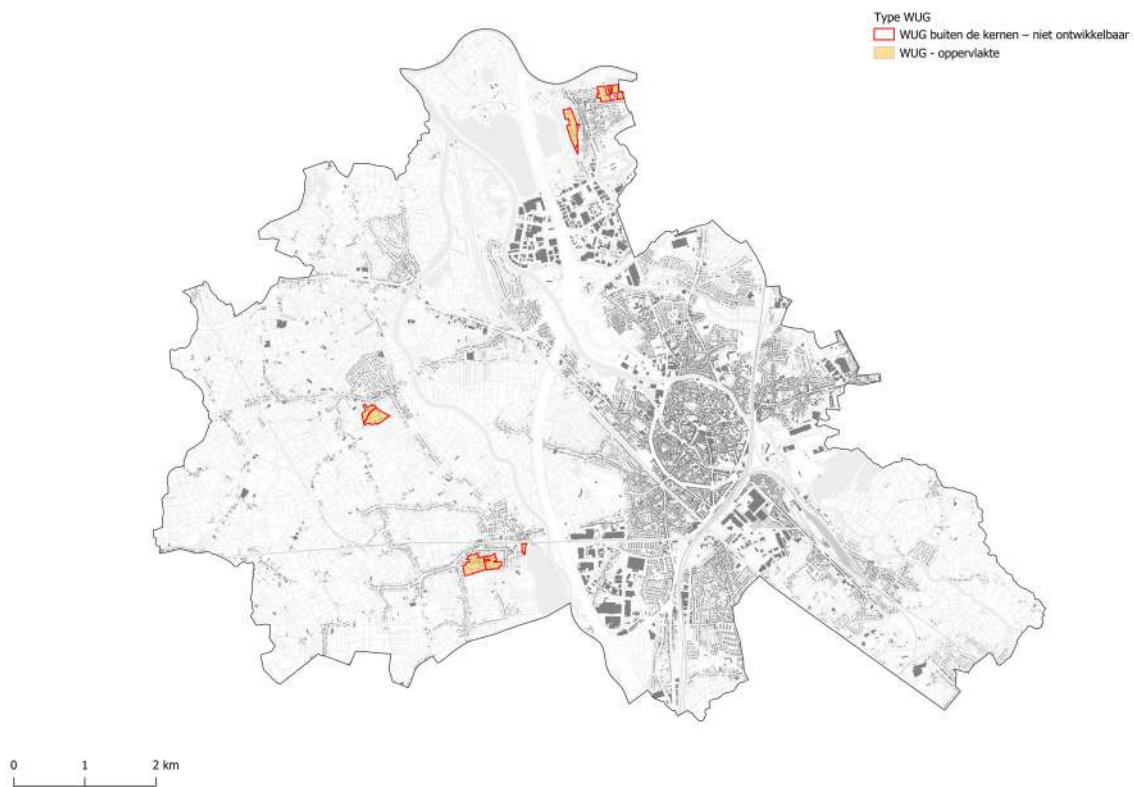 Type WUG
WUG buiten de kernen – niet ontwikkelbaar
WUG - oppervlakte
0 1 2 km